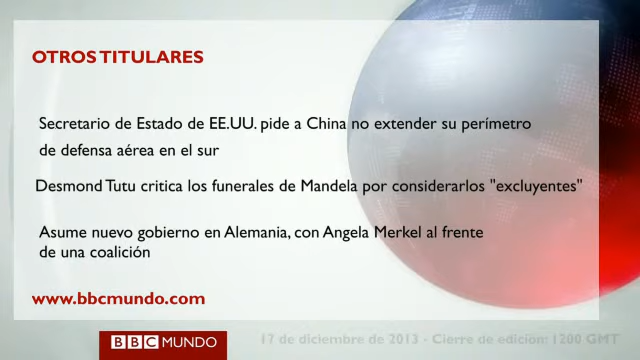 OTROS TITULARES
Secretario de Estado de EE.UU. pide a China no extender su perímetro
de defensa aérea en el sur
Desmond Tutu critica los funerales de Mandela por considerarlos "excluyentes"
Asume nuevo gobierno en Alemania, con Angela Merkel al frente
de una coalición
www.bbcmundo.com
BBC MUNDO
17 de diciembre de 2013 - Cierre de edición: 1200 GMT